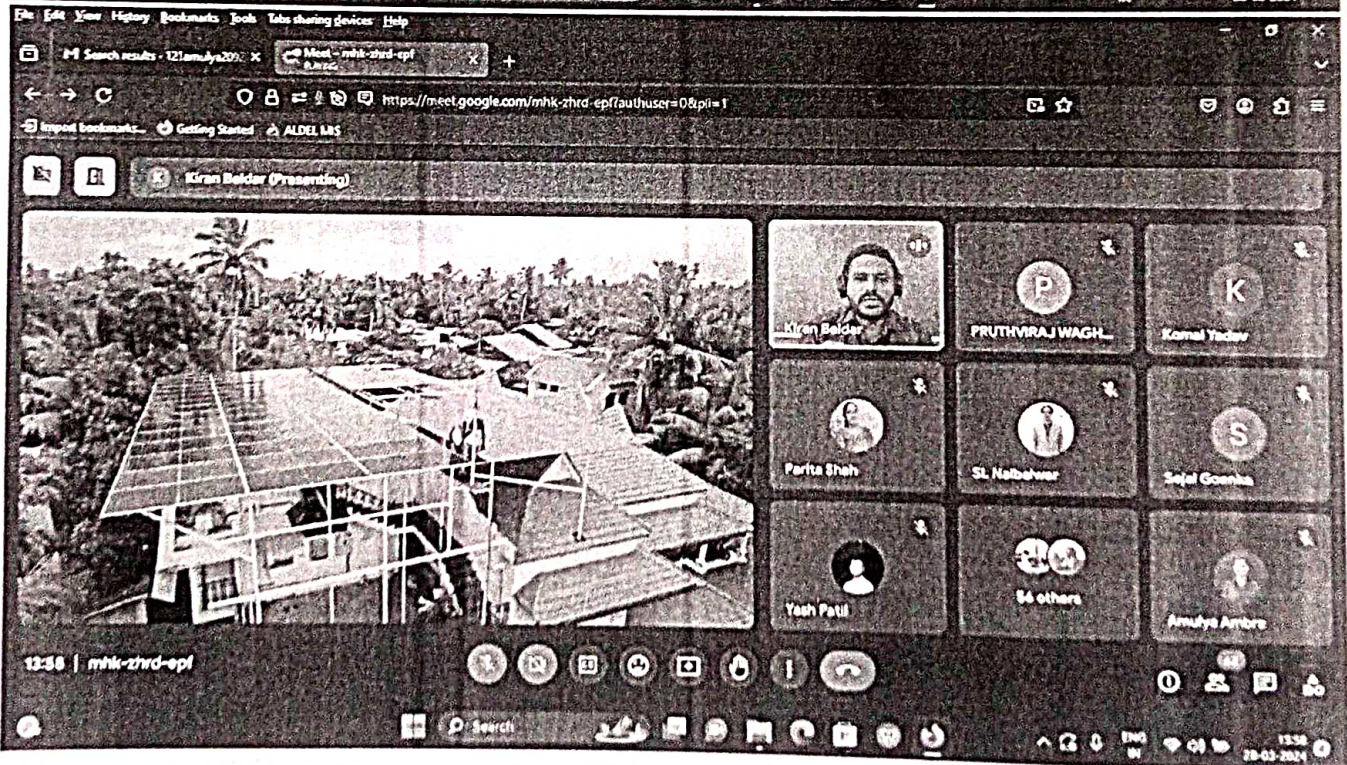 File Edit View History Bookmarks Tools Tabs sharing devices Help
Search results - 121amulya209
Meet – mhk-zhrd-epf
https://meet.google.com/mhk-zhrd-epf?authuser=0&pli=1
Import bookmarks... Getting Started ALDEL MIS
K Kiran Beldar (Presenting)
Kiran Beldar
P
PRUTHVIRAJ WAGH...
K
Komal Yadav
Parita Shah
SL Nalbalwar
S
Sejal Goenka
Yash Patil
54 others
Amulya Ambre
13:58 | mhk-zhrd-epf
Search
ENG
IN
13:58
28-03-2024